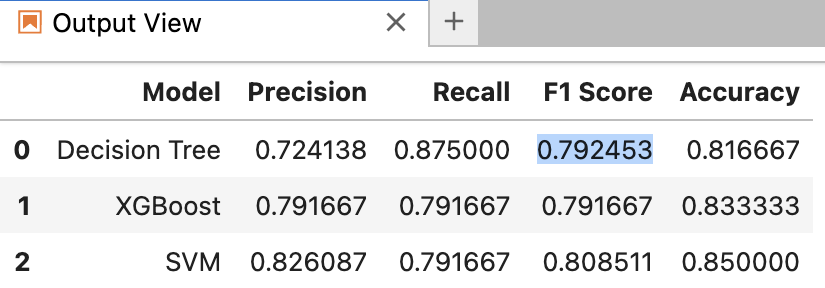 Output View × +
Model Precision Recall F1 Score Accuracy
0 Decision Tree 0.724138 0.875000 0.792453 0.816667
1 XGBoost 0.791667 0.791667 0.791667 0.833333
2 SVM 0.826087 0.791667 0.808511 0.850000